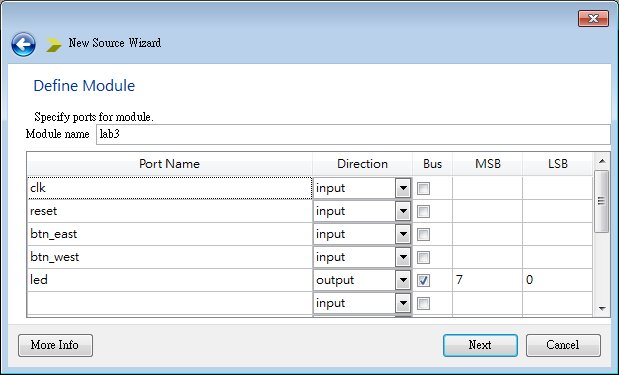 New Source Wizard
Define Module
Specify ports for module.
Module name lab3
Port Name Direction Bus MSB LSB
clk input
reset input
btn_east input
btn_west input
led output 7 0
input
More Info Next Cancel